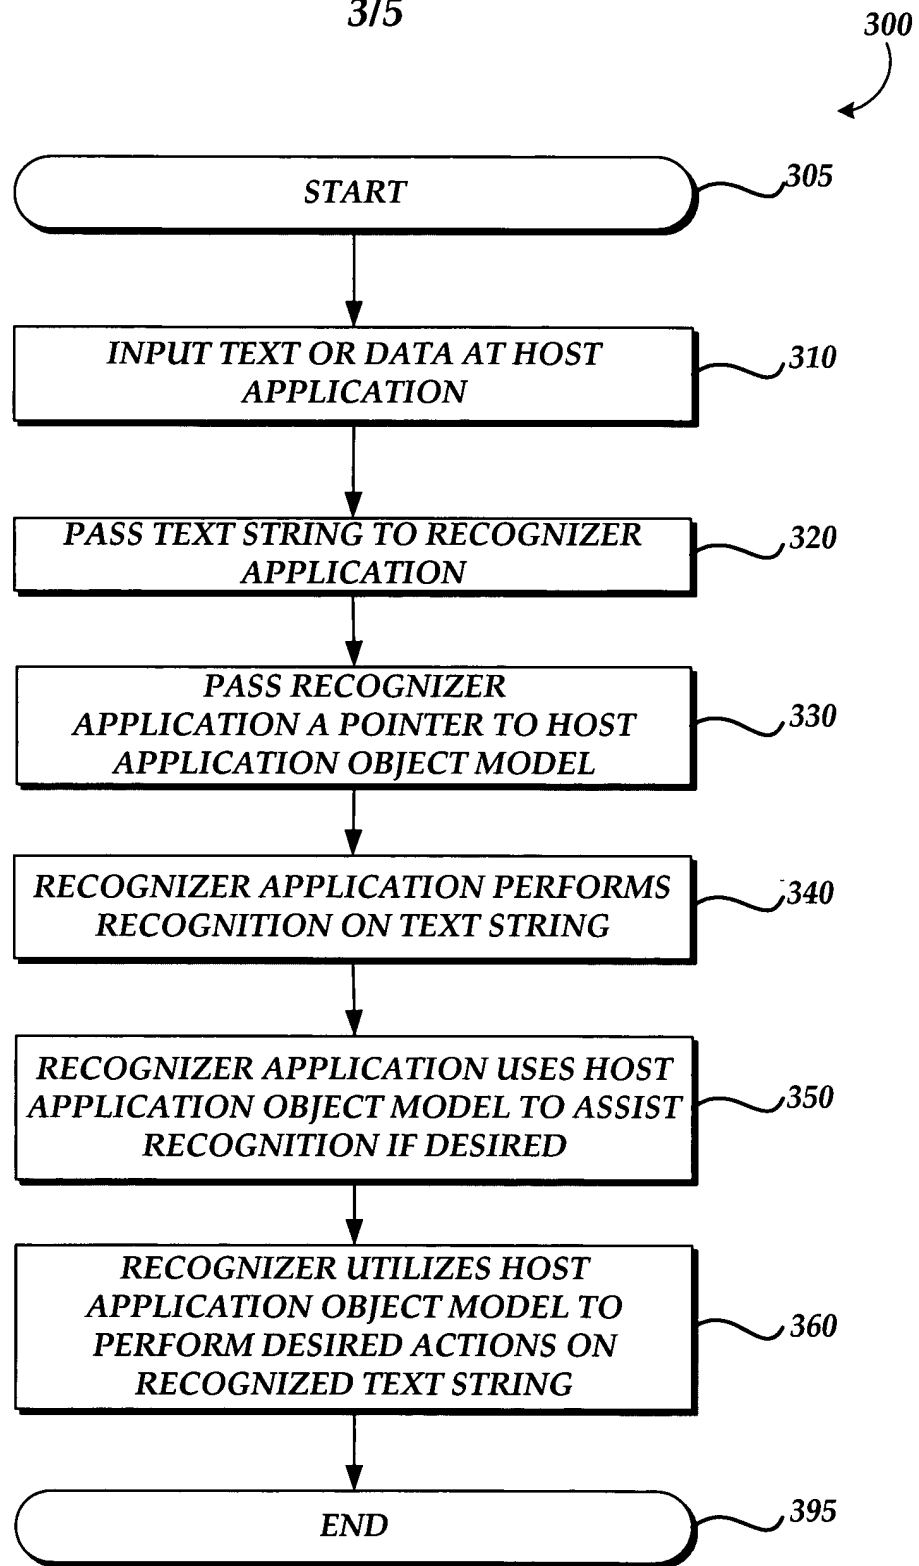 3/5
300
START
305
INPUT TEXT OR DATA AT HOST
APPLICATION
310
PASS TEXT STRING TO RECOGNIZER
APPLICATION
320
PASS RECOGNIZER
APPLICATION A POINTER TO HOST
APPLICATION OBJECT MODEL
330
RECOGNIZER APPLICATION PERFORMS
RECOGNITION ON TEXT STRING
340
RECOGNIZER APPLICATION USES HOST
APPLICATION OBJECT MODEL TO ASSIST
RECOGNITION IF DESIRED
350
RECOGNIZER UTILIZES HOST
APPLICATION OBJECT MODEL TO
PERFORM DESIRED ACTIONS ON
RECOGNIZED TEXT STRING
360
END
395